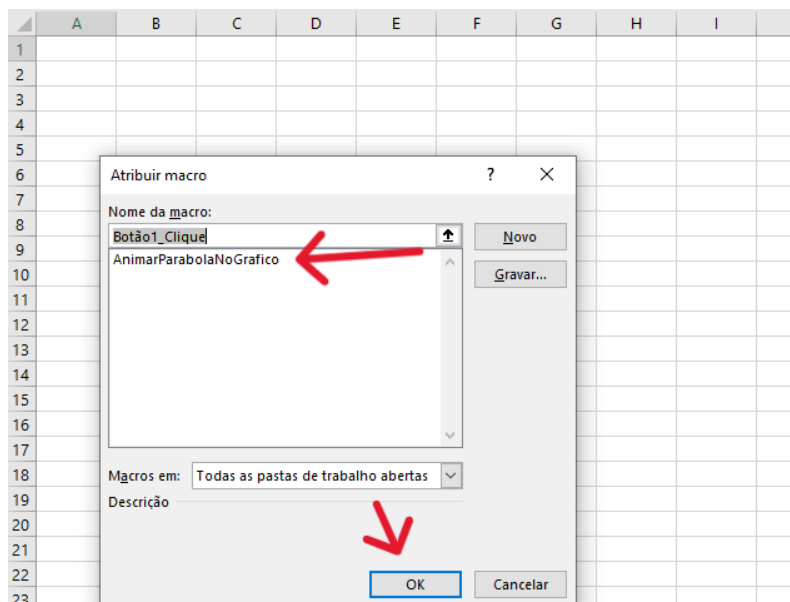 A B C D E F G H I
1
2
3
4
5
6
Atribuir macro ? X
7
Nome da macro:
8
Botão1_Clique Novo
9
AnimarParabolaNoGrafico
10
Gravar...
11
12
13
14
15
16
17
18
Macros em: Todas as pastas de trabalho abertas
19
Descrição
20
21
22
OK Cancelar
23